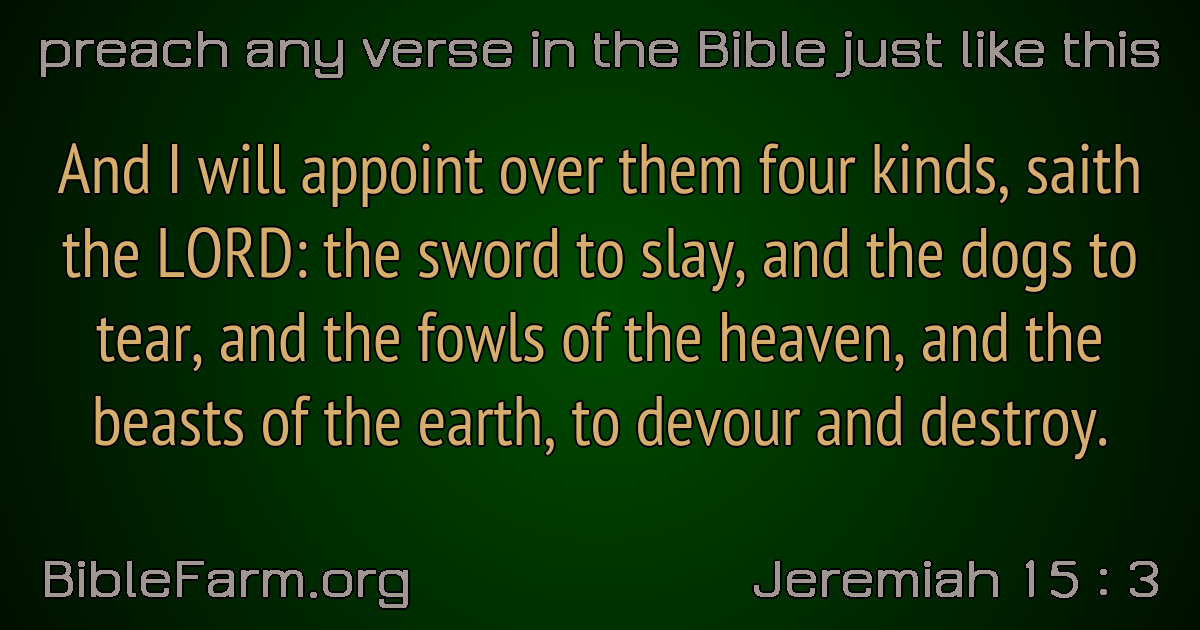 preach any verse in the Bible just like this
And I will appoint over them four kinds, saith
the LORD: the sword to slay, and the dogs to
tear, and the fowls of the heaven, and the
beasts of the earth, to devour and destroy.
BibleFarm.org
Jeremiah 15 : 3